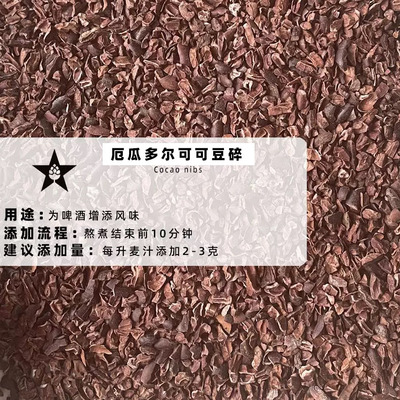 厄瓜多尔可可豆碎
Cocao nibs
用途：为啤酒增添风味
添加流程：熬煮结束前10分钟
建议添加量：每升麦汁添加2-3克